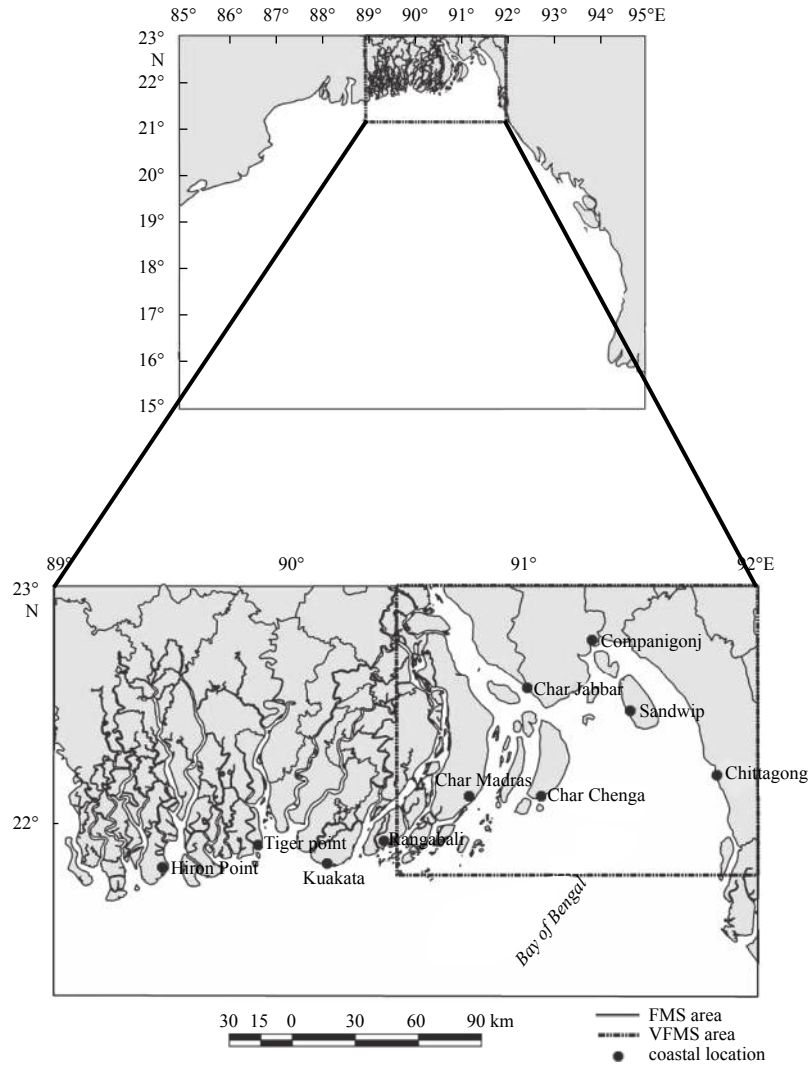 85° 86° 87° 88° 89° 90° 91° 92° 93° 94° 95°E
23°
N
22°
21°
20°
19°
18°
17°
16°
15°
89° 90° 91° 92°E
23°
N
Companigonj
Char Jabbar
Sandwip
Chittagong
Char Madras
Char Chenga
22°
Tiger point
Rangabali
Hiron Point
Kuakata
Bay of Bengal
30 15 0 30 60 90 km
FMS area
VFMS area
coastal location